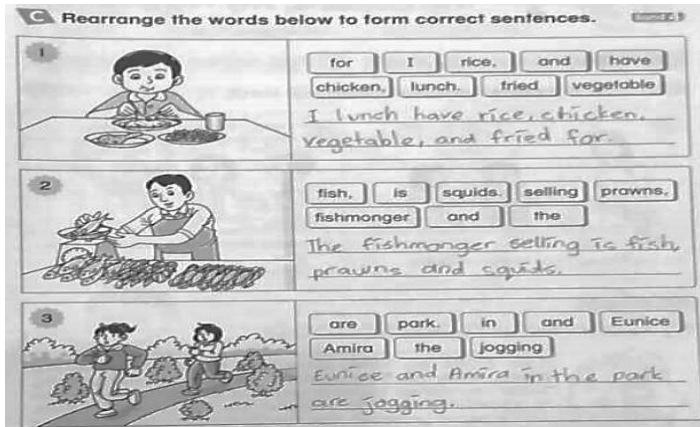 C Rearrange the words below to form correct sentences.
1
for I rice, and have
chicken, lunch. fried vegetable
I lunch have rice, chicken,
vegetable, and fried for.
2
fish, is squids. selling prawns,
fishmonger and the
The fishmonger selling is fish,
prawns and squids.
3
are park. in and Eunice
Amira the jogging
Eunice and Amira in the park
are jogging.